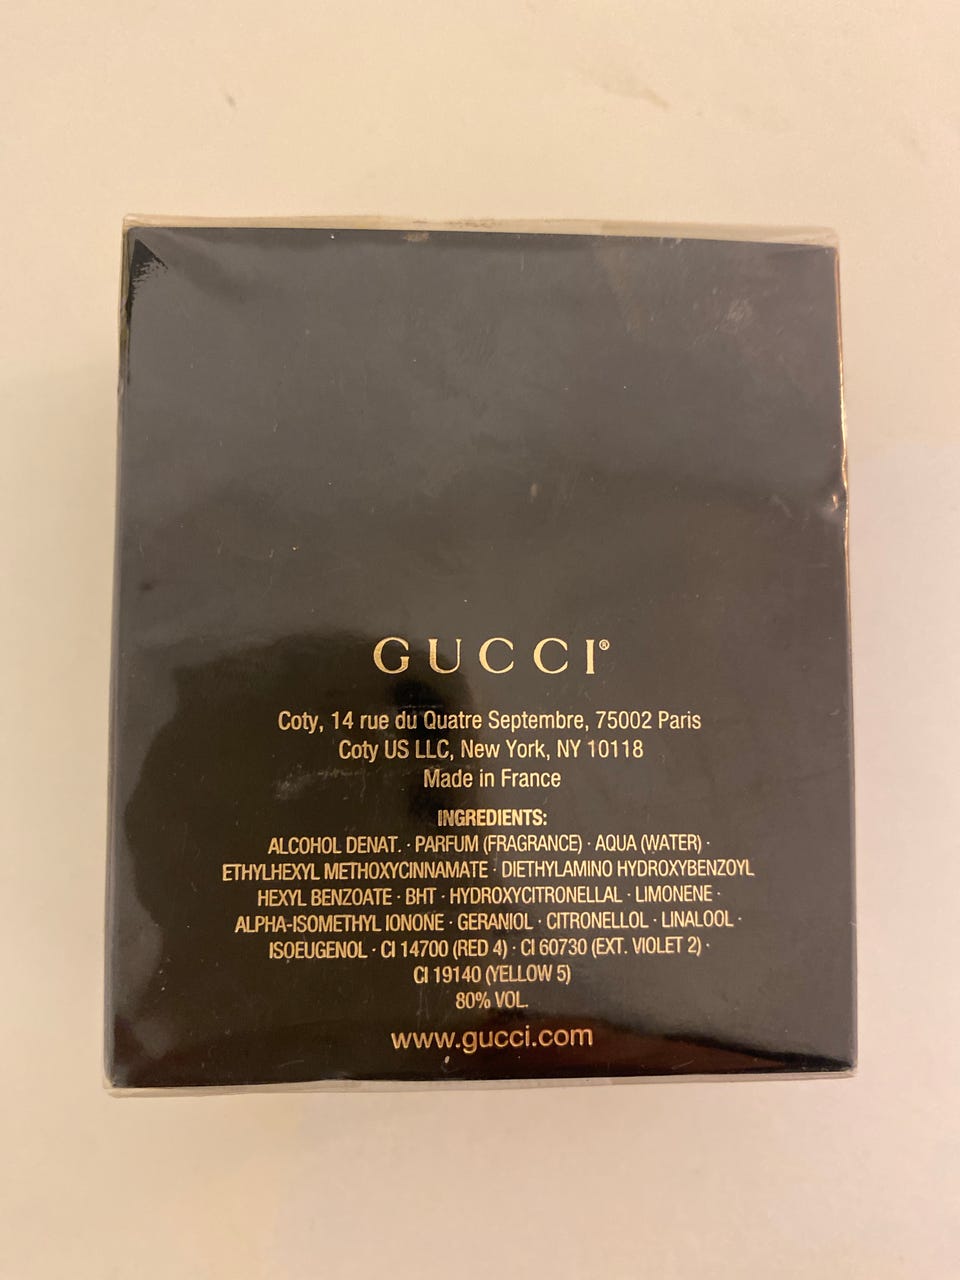 GUCCI®
Coty, 14 rue du Quatre Septembre, 75002 Paris
Coty US LLC, New York, NY 10118
Made in France
INGREDIENTS:
ALCOHOL DENAT. · PARFUM (FRAGRANCE) · AQUA (WATER) ·
ETHYLHEXYL METHOXYCINNAMATE · DIETHYLAMINO HYDROXYBENZOYL
HEXYL BENZOATE · BHT · HYDROXYCITRONELLAL · LIMONENE ·
ALPHA-ISOMETHYL IONONE · GERANIOL · CITRONELLOL · LINALOOL ·
ISOEUGENOL · CI 14700 (RED 4) · CI 60730 (EXT. VIOLET 2) ·
CI 19140 (YELLOW 5)
80% VOL.
www.gucci.com